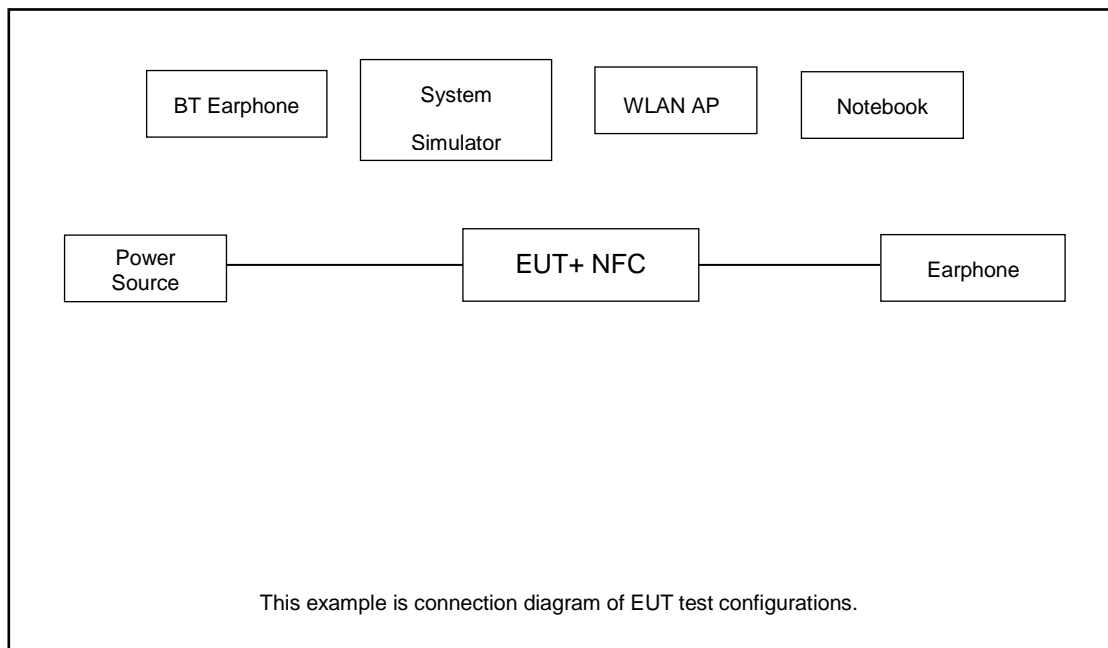 BT Earphone
System
Simulator
WLAN AP
Notebook
Power
Source
EUT+ NFC
Earphone
This example is connection diagram of EUT test configurations.